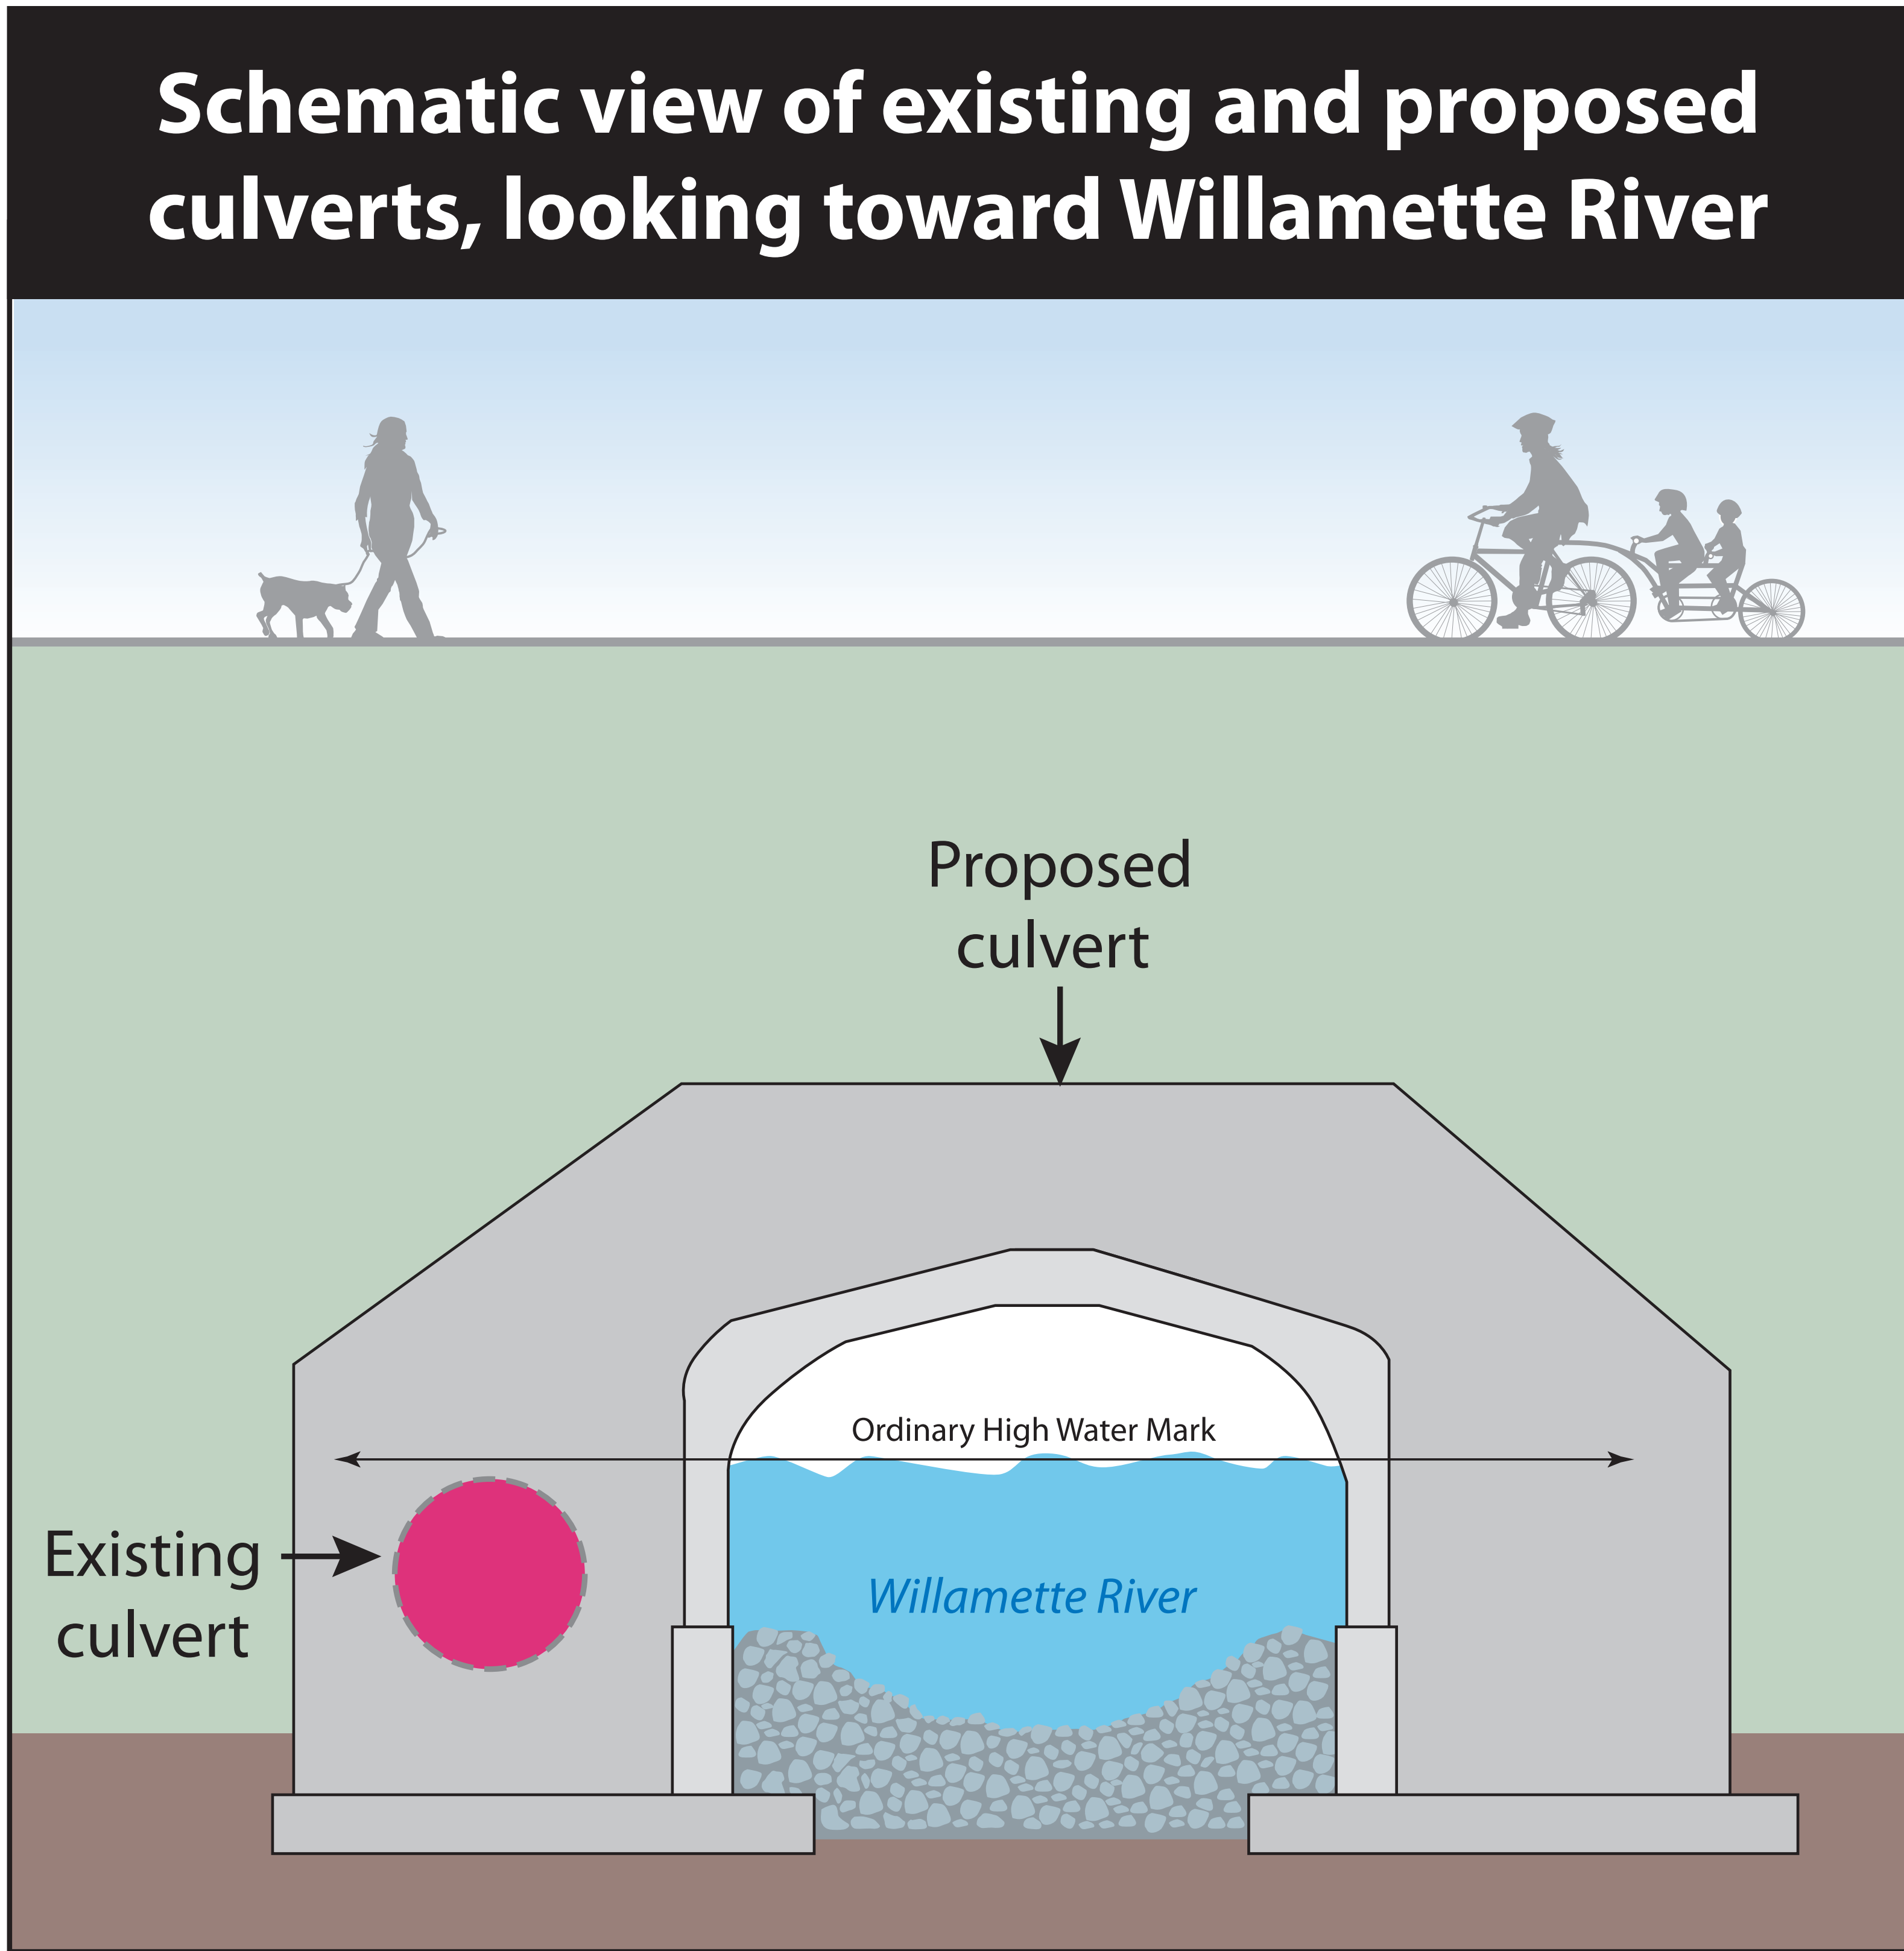 Schematic view of existing and proposed
culverts, looking toward Willamette River
Proposed
culvert
Ordinary High Water Mark
Existing
culvert
Willamette River